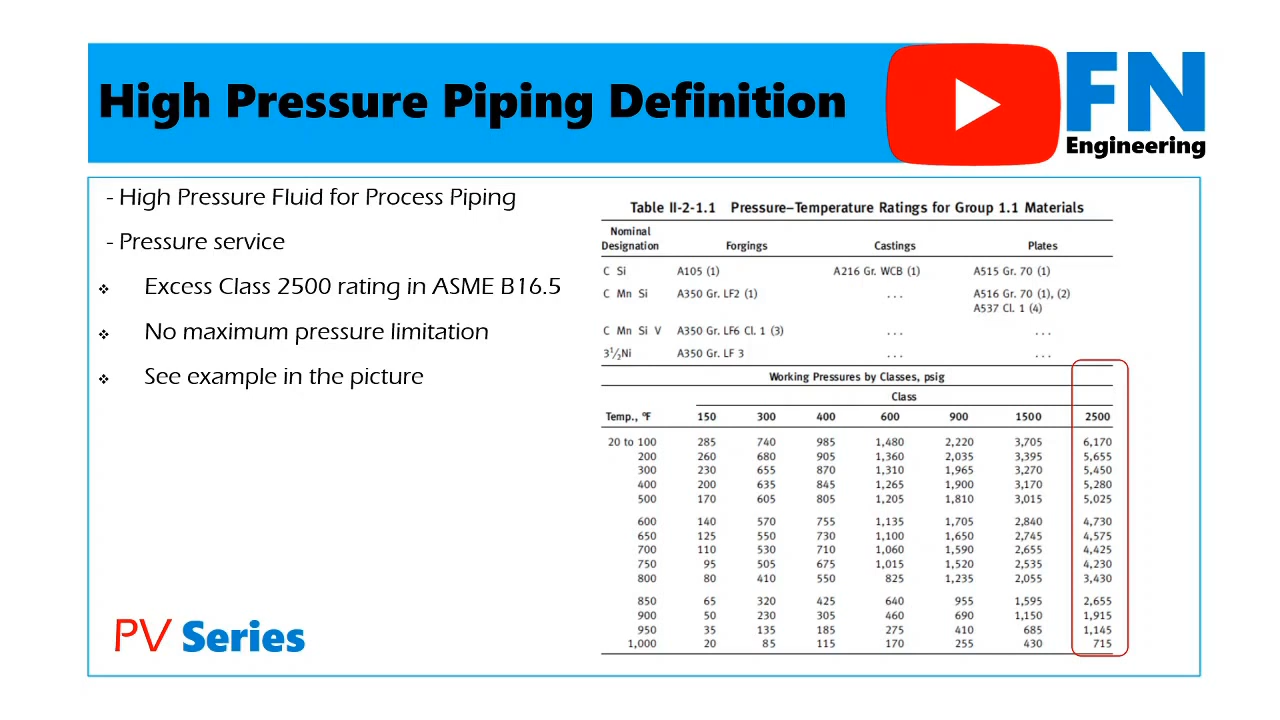 High Pressure Piping Definition
FN
Engineering
- High Pressure Fluid for Process Piping
- Pressure service
❖ Excess Class 2500 rating in ASME B16.5
❖ No maximum pressure limitation
❖ See example in the picture
PV Series
Table II-2-1.1 Pressure–Temperature Ratings for Group 1.1 Materials
Nominal
Designation Forgings Castings Plates
C Si A105 (1) A216 Gr. WCB (1) A515 Gr. 70 (1)
C Mn Si A350 Gr. LF2 (1) ... A516 Gr. 70 (1), (2)
A537 Cl. 1 (4)
C Mn Si V A350 Gr. LF6 Cl. 1 (3) ... ...
3½Ni A350 Gr. LF 3 ... ...
Working Pressures by Classes, psig
Class
Temp., °F 150 300 400 600 900 1500 2500
20 to 100 285 740 985 1,480 2,220 3,705 6,170
200 260 680 905 1,360 2,035 3,395 5,655
300 230 655 870 1,310 1,965 3,270 5,450
400 200 635 845 1,265 1,900 3,170 5,280
500 170 605 805 1,205 1,810 3,015 5,025
600 140 570 755 1,135 1,705 2,840 4,730
650 125 550 730 1,100 1,650 2,745 4,575
700 110 530 710 1,060 1,590 2,655 4,425
750 95 505 675 1,015 1,520 2,535 4,230
800 80 410 550 825 1,235 2,055 3,430
850 65 320 425 640 955 1,595 2,655
900 50 230 305 460 690 1,150 1,915
950 35 135 185 275 410 685 1,145
1,000 20 85 115 170 255 430 715